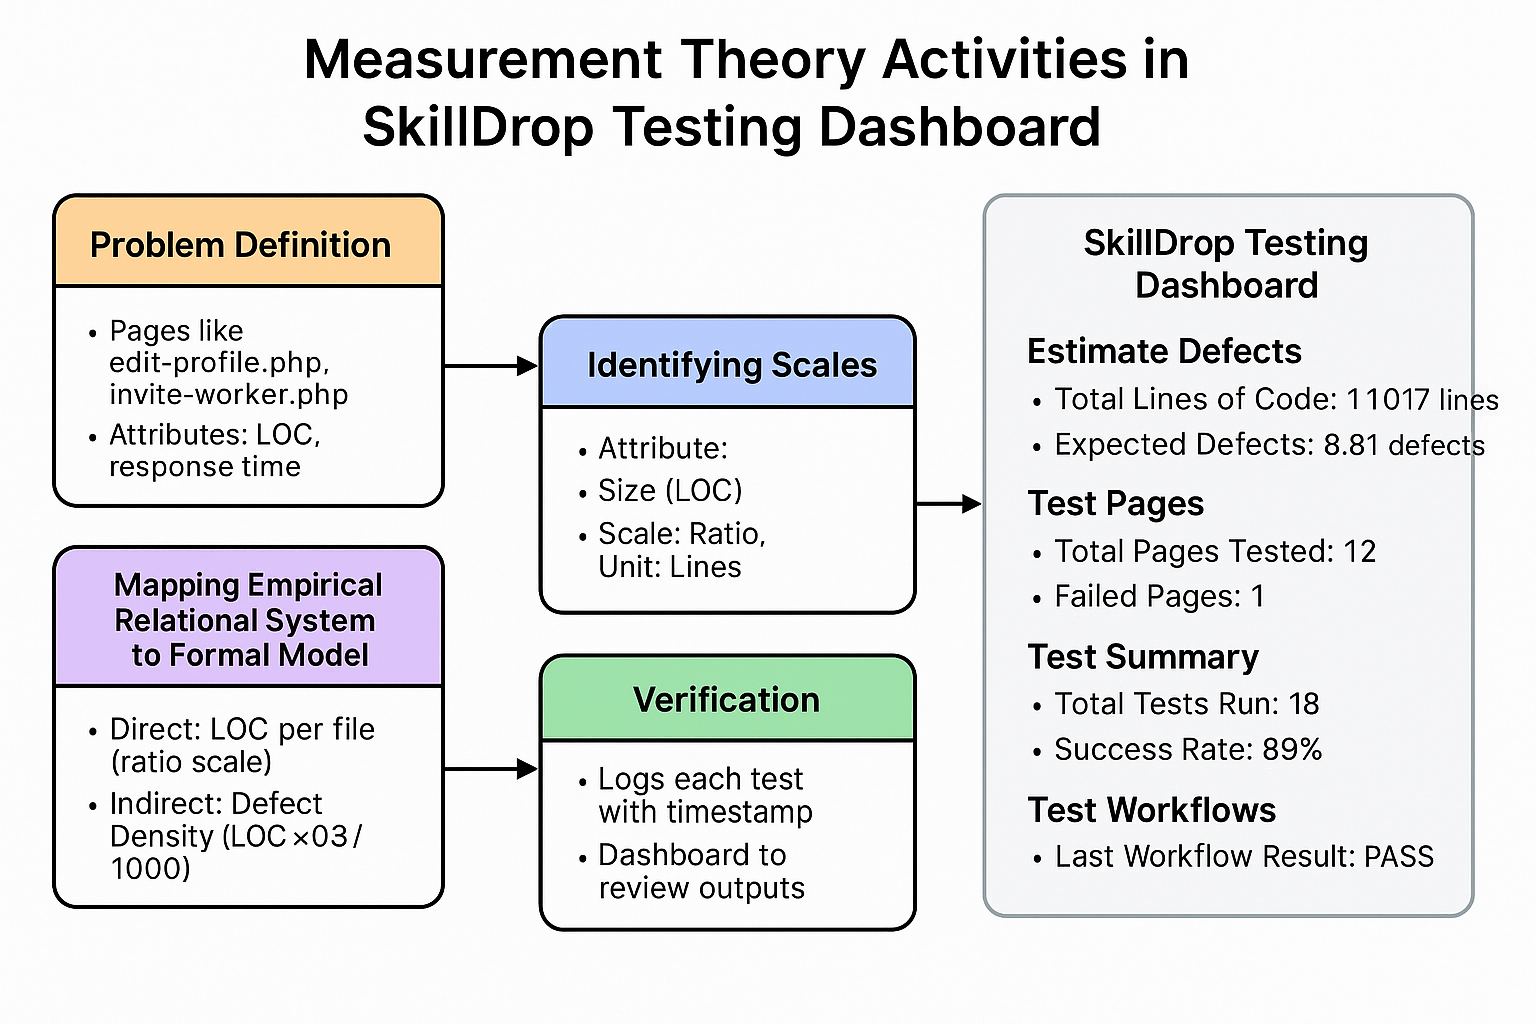 Measurement Theory Activities in
SkillDrop Testing Dashboard
Problem Definition
• Pages like
edit-profile.php,
invite-worker.php
• Attributes: LOC,
response time
Mapping Empirical
Relational System
to Formal Model
• Direct: LOC per file
(ratio scale)
• Indirect: Defect
Density (LOC×03/
1000)
Identifying Scales
• Attribute:
• Size (LOC)
• Scale: Ratio,
Unit: Lines
Verification
• Logs each test
with timestamp
• Dashboard to
review outputs
SkillDrop Testing
Dashboard
Estimate Defects
• Total Lines of Code: 11017 lines
• Expected Defects: 8.81 defects
Test Pages
• Total Pages Tested: 12
• Failed Pages: 1
Test Summary
• Total Tests Run: 18
• Success Rate: 89%
Test Workflows
• Last Workflow Result: PASS